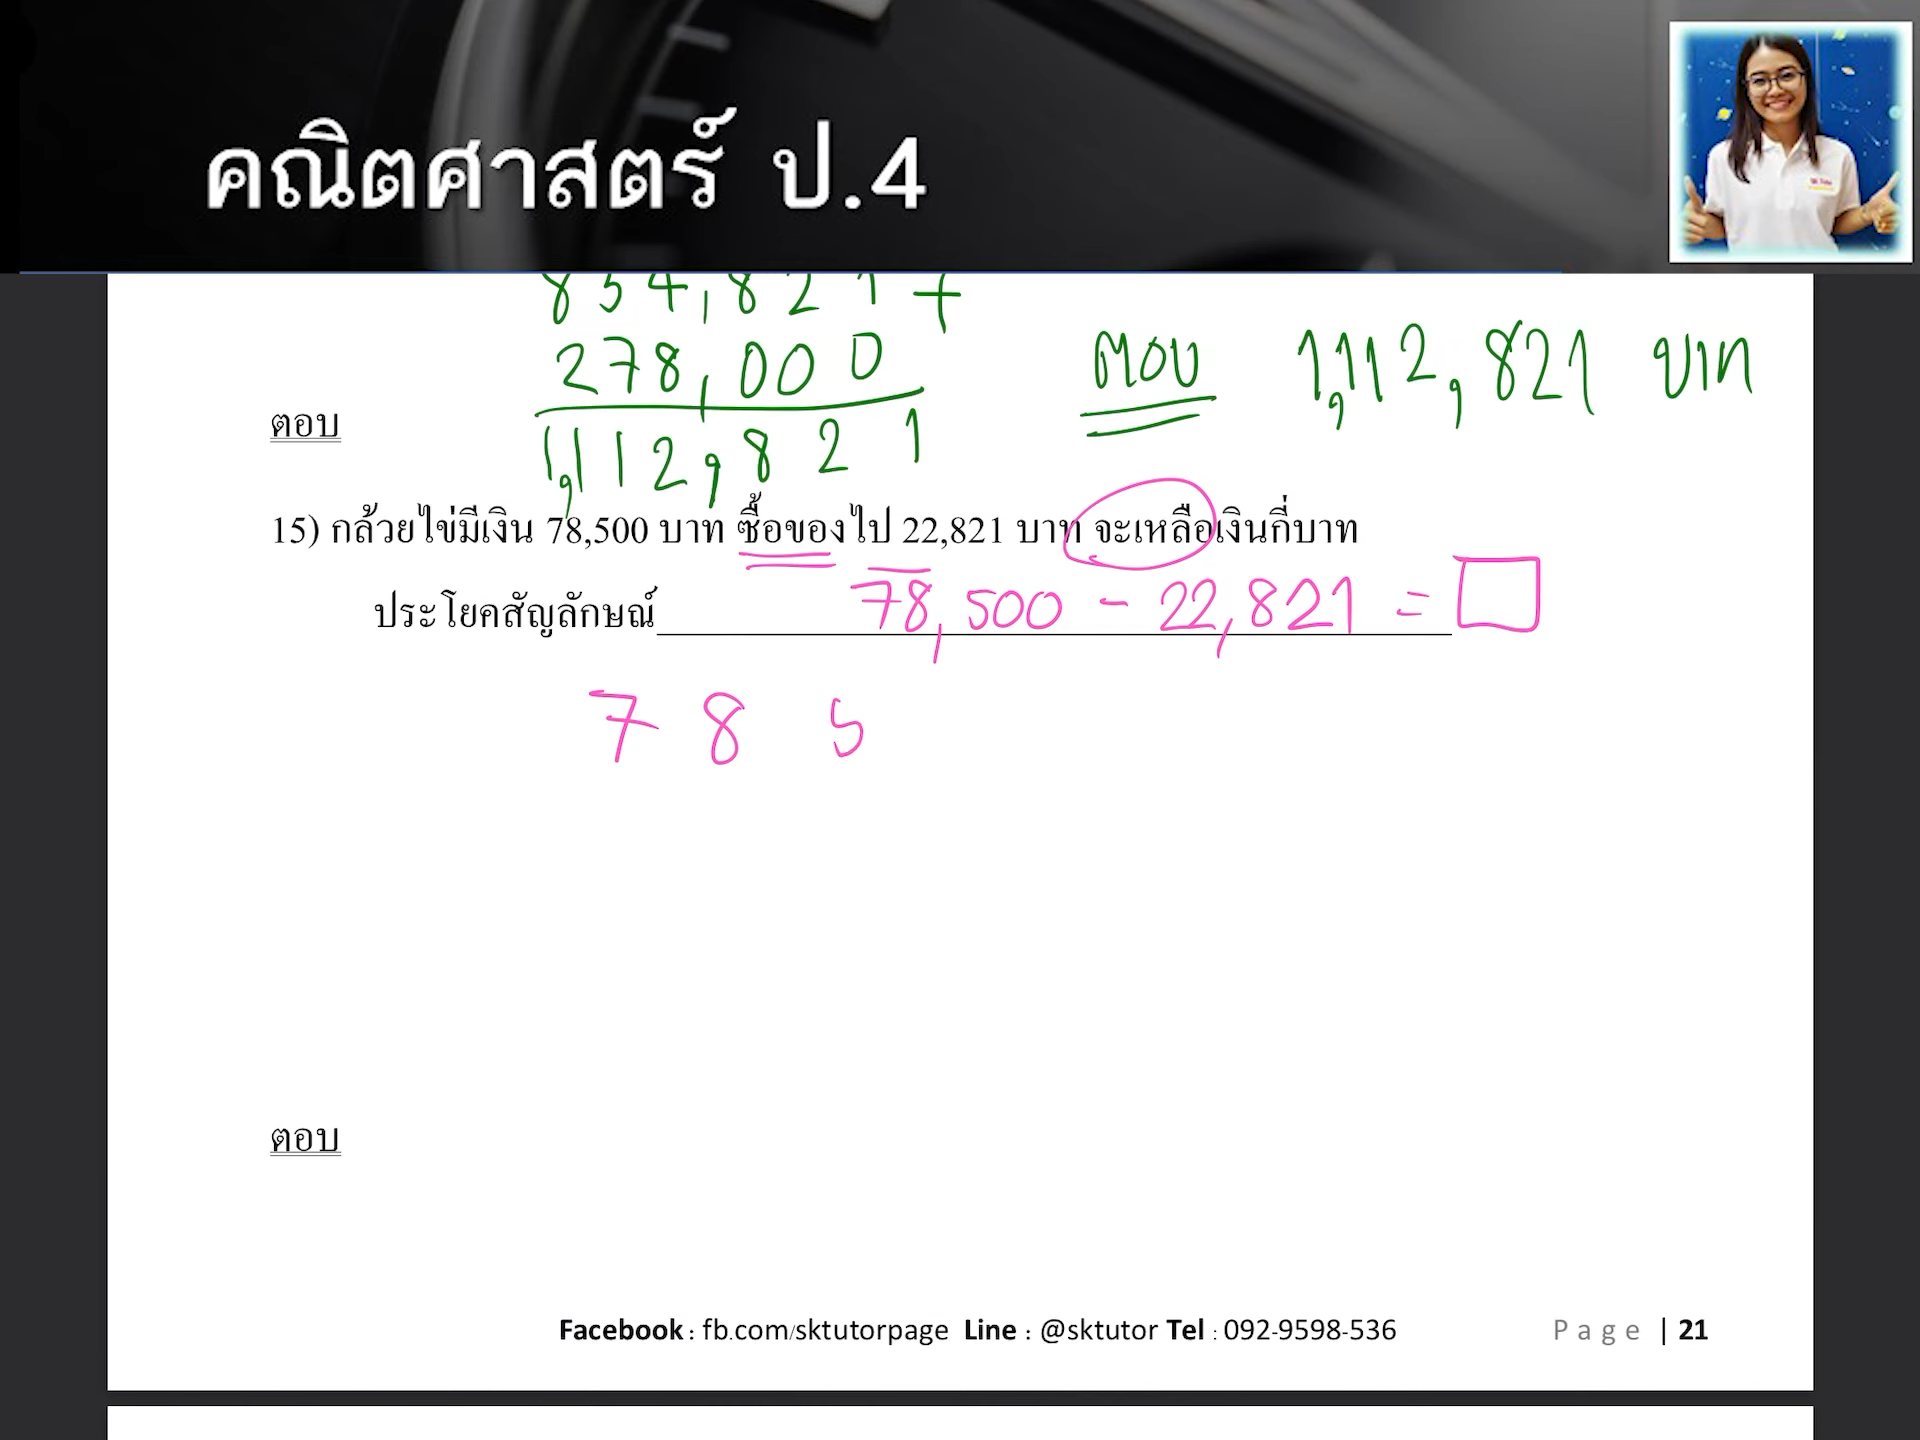 คณิตศาสตร์ ป.4
834,821 +
278,000
ตอบ 1,112,821 บาท
ตอบ
1,112,821
15) กล้วยไข่มีเงิน 78,500 บาท ซื้อของไป 22,821 บาท จะเหลือเงินกี่บาท
ประโยคสัญลักษณ์ 78,500 - 22,821 =
7 8 5
ตอบ
Facebook : fb.com/sktutorpage Line : @sktutor Tel : 092-9598-536 Page | 21